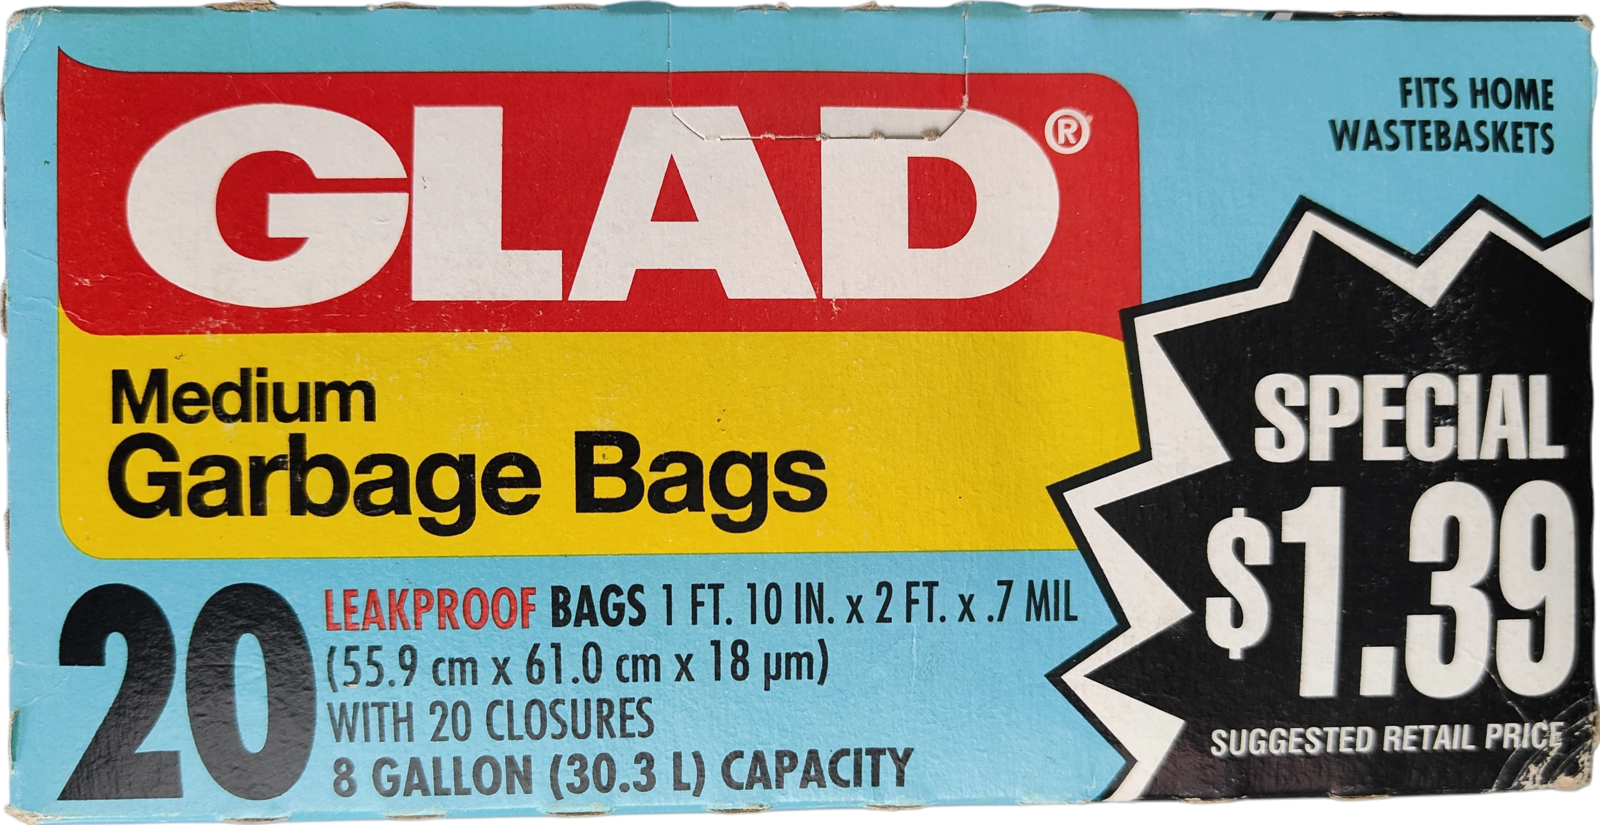 GLAD®
FITS HOME
WASTEBASKETS
Medium
Garbage Bags
SPECIAL
$1.39
SUGGESTED RETAIL PRICE
20
LEAKPROOF BAGS 1 FT. 10 IN. x 2 FT. x .7 MIL
(55.9 cm x 61.0 cm x 18 µm)
WITH 20 CLOSURES
8 GALLON (30.3 L) CAPACITY